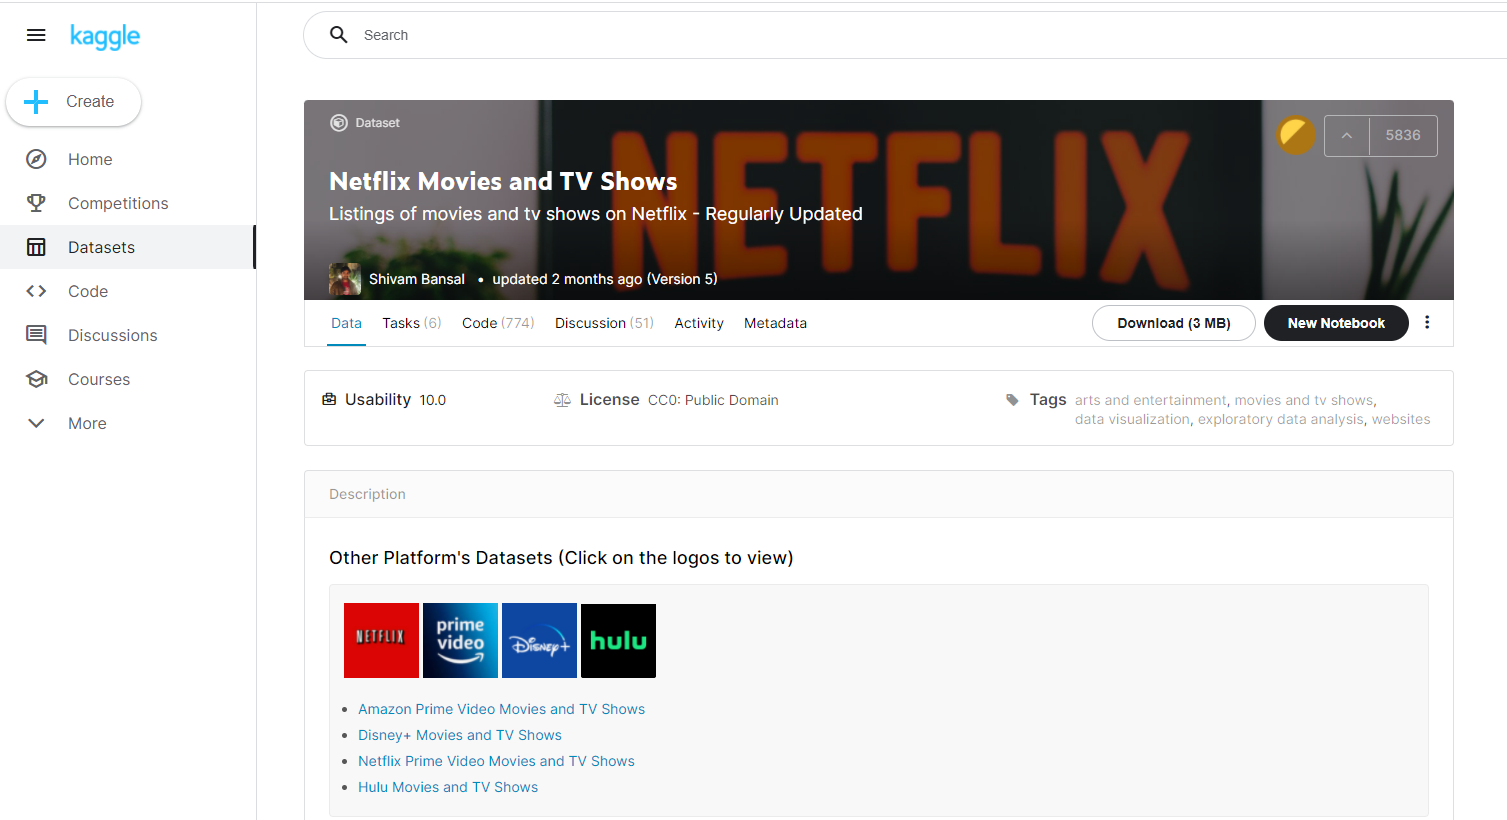 kaggle
Search
Create
Home
Competitions
Datasets
Code
Discussions
Courses
More
Dataset
NETFLIX
5836
Netflix Movies and TV Shows
Listings of movies and tv shows on Netflix - Regularly Updated
Shivam Bansal • updated 2 months ago (Version 5)
Data Tasks (6) Code (774) Discussion (51) Activity Metadata Download (3 MB) New Notebook
Usability 10.0 License CC0: Public Domain Tags arts and entertainment, movies and tv shows,
data visualization, exploratory data analysis, websites
Description
Other Platform's Datasets (Click on the logos to view)
NETFLIX prime video Disney+ hulu
• Amazon Prime Video Movies and TV Shows
• Disney+ Movies and TV Shows
• Netflix Prime Video Movies and TV Shows
• Hulu Movies and TV Shows